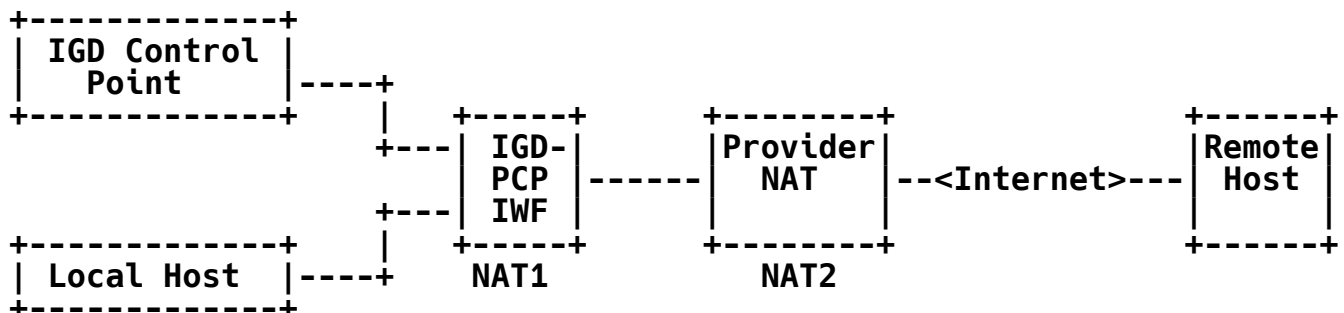 +-------------+
| IGD Control |
|   Point     |----+
+-------------+    |   +-----+       +--------+               +------+
                   +---| IGD-|       |Provider|               |Remote|
                       | PCP |-------|  NAT   |--<Internet>---| Host |
                   +---| IWF |       |        |               |      |
+-------------+    |   +-----+       +--------+               +------+
| Local Host  |----+    NAT1           NAT2
+-------------+